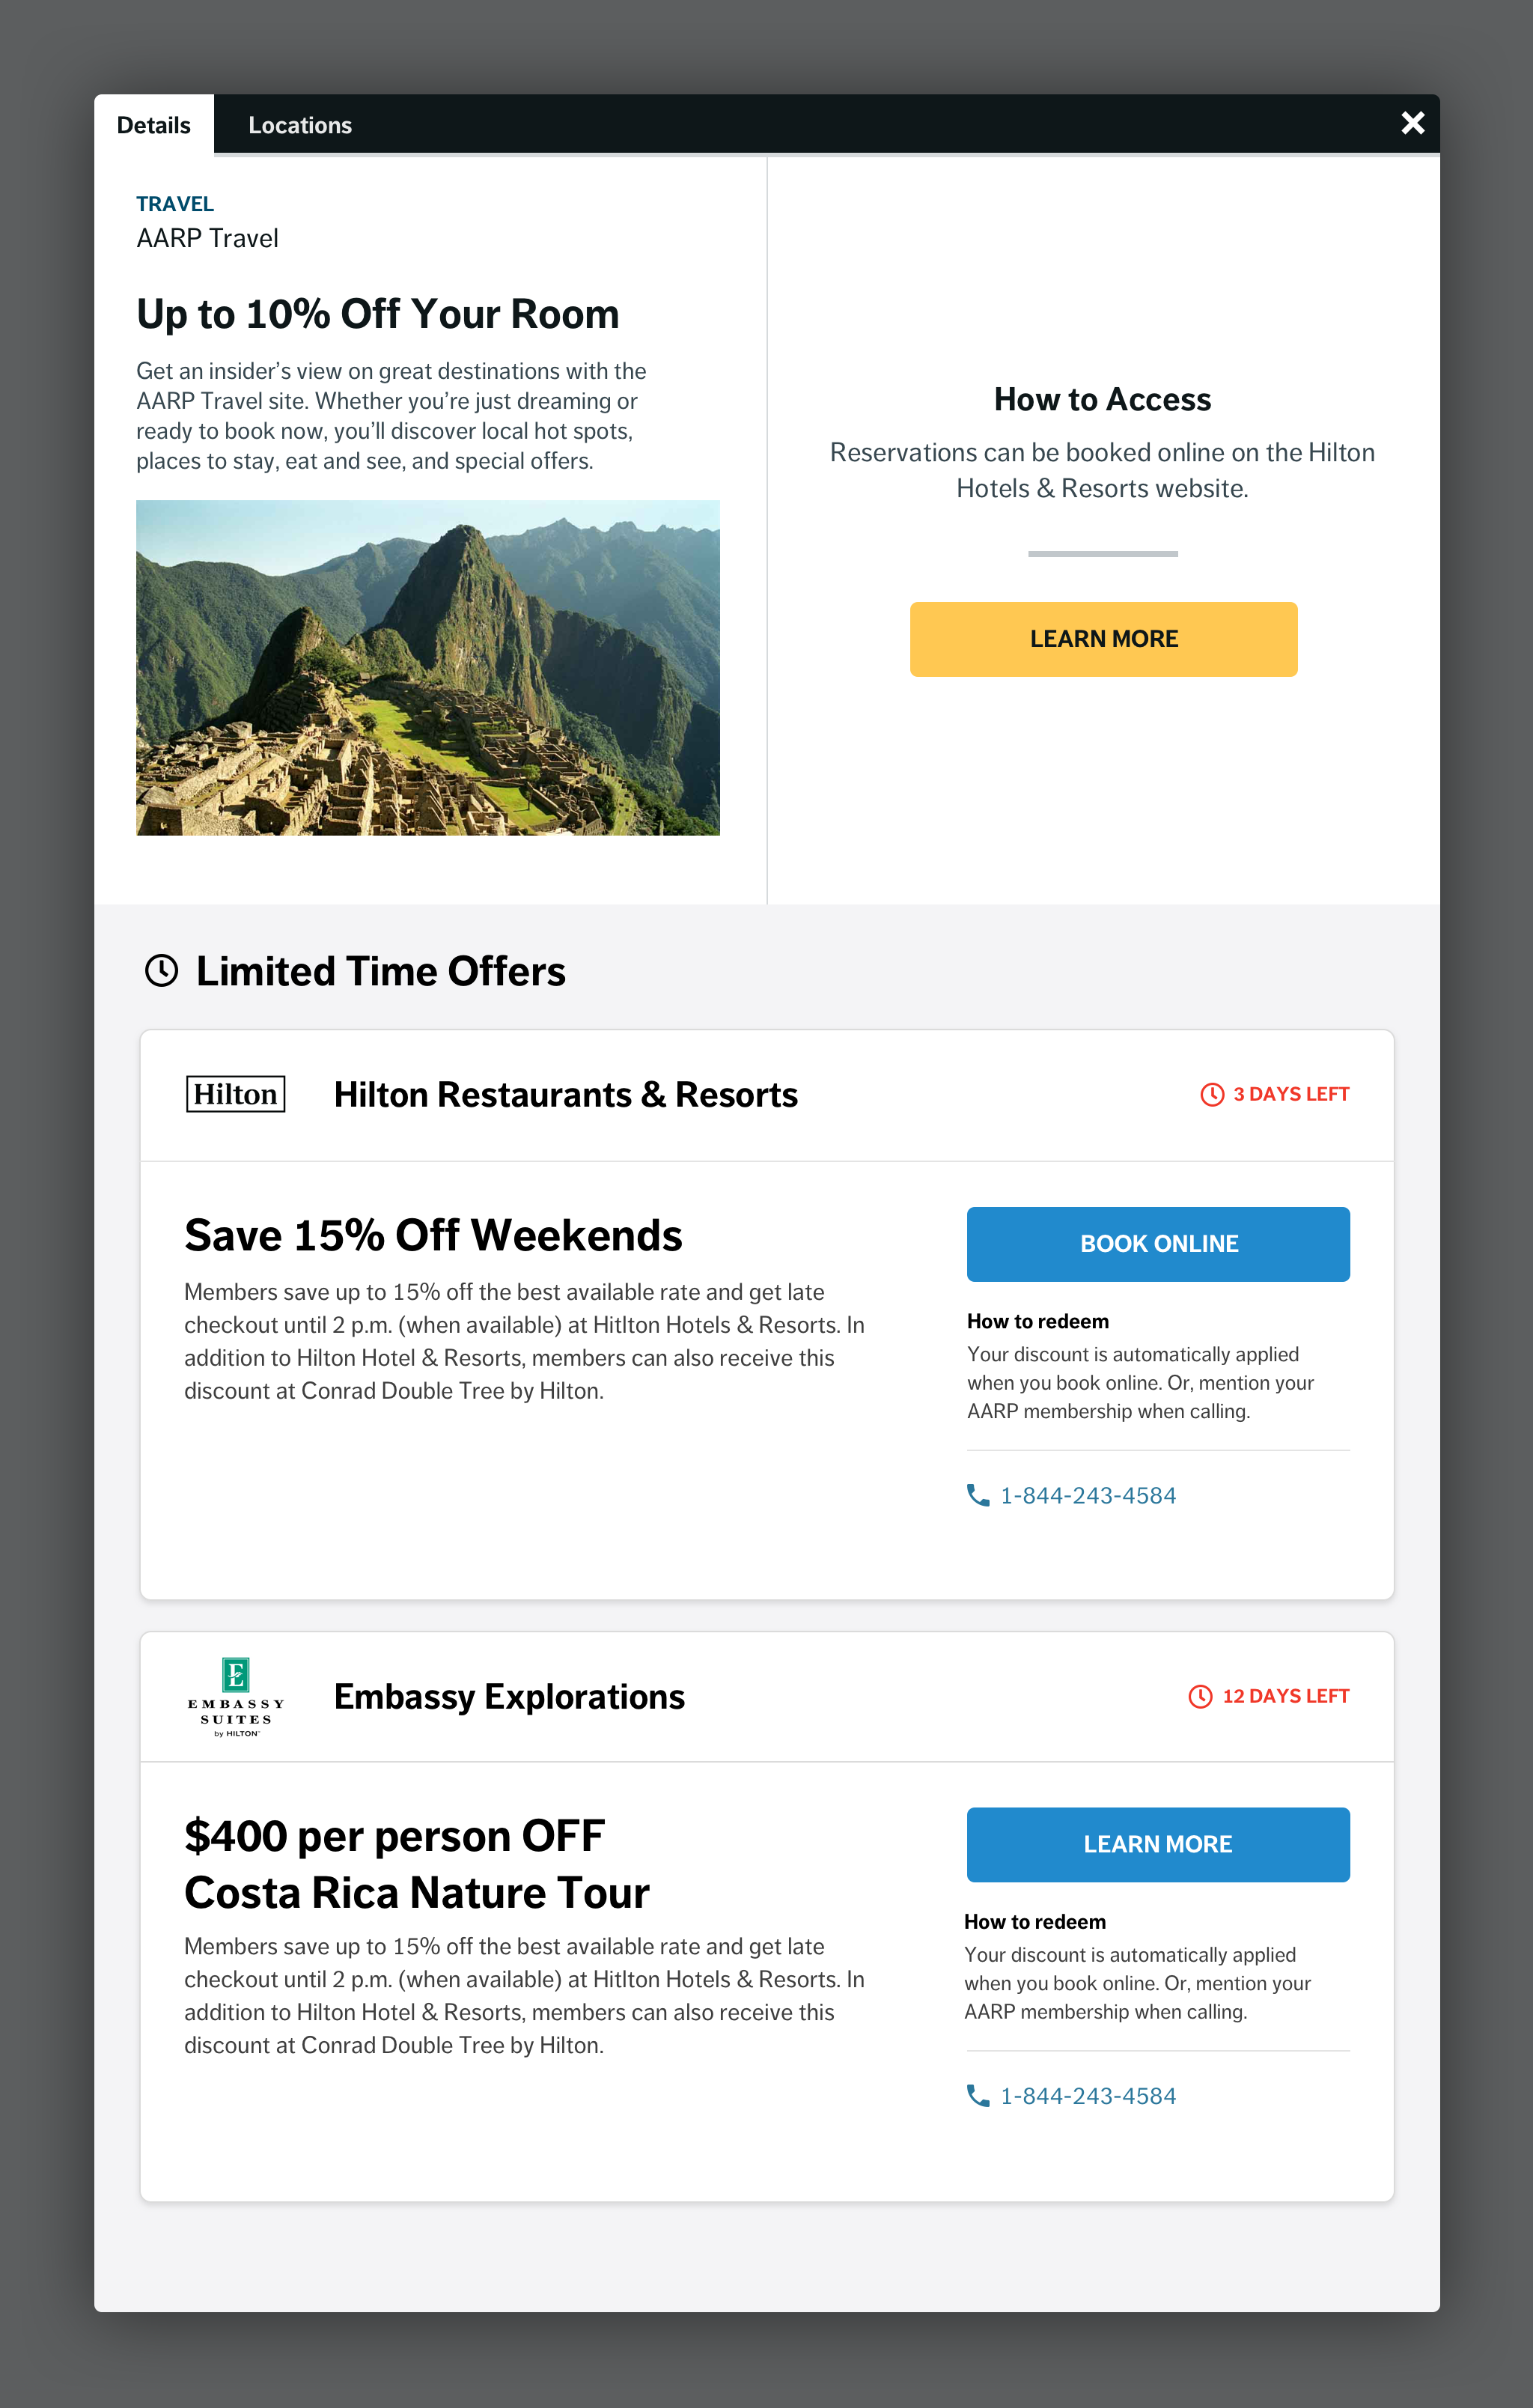 Details
Locations
TRAVEL
AARP Travel
Up to 10% Off Your Room
Get an insider’s view on great destinations with the
AARP Travel site. Whether you’re just dreaming or
ready to book now, you’ll discover local hot spots,
places to stay, eat and see, and special offers.
How to Access
Reservations can be booked online on the Hilton
Hotels & Resorts website.
LEARN MORE
Limited Time Offers
Hilton
Hilton Restaurants & Resorts
3 DAYS LEFT
Save 15% Off Weekends
Members save up to 15% off the best available rate and get late
checkout until 2 p.m. (when available) at Hitlton Hotels & Resorts. In
addition to Hilton Hotel & Resorts, members can also receive this
discount at Conrad Double Tree by Hilton.
BOOK ONLINE
How to redeem
Your discount is automatically applied
when you book online. Or, mention your
AARP membership when calling.
1-844-243-4584
E
EMBASSY
SUITES
by HILTON™
Embassy Explorations
12 DAYS LEFT
$400 per person OFF
Costa Rica Nature Tour
Members save up to 15% off the best available rate and get late
checkout until 2 p.m. (when available) at Hitlton Hotels & Resorts. In
addition to Hilton Hotel & Resorts, members can also receive this
discount at Conrad Double Tree by Hilton.
LEARN MORE
How to redeem
Your discount is automatically applied
when you book online. Or, mention your
AARP membership when calling.
1-844-243-4584